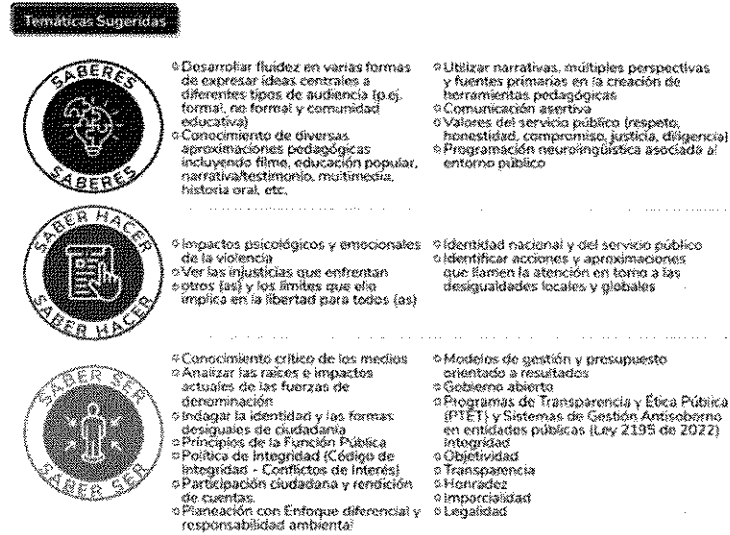 Temáticas Sugeridas
SABERES
SABERES
° Desarrollar fluidez en varias formas
de expresar ideas centrales a
diferentes tipos de audiencia (p.ej.
formal, no formal y comunidad
educativa)
° Conocimiento de diversas
aproximaciones pedagógicas
incluyendo filme, educación popular,
narrativa/testimonio, multimedia,
historia oral, etc.
° Utilizar narrativas, múltiples perspectivas
y fuentes primarias en la creación de
herramientas pedagógicas
° Comunicación asertiva
° Valores del servicio público (respeto,
honestidad, compromiso, justicia, diligencia)
° Programación neurolingüística asociada al
entorno público
SABER HACER
SABER HACER
° Impactos psicológicos y emocionales
de la violencia
° Ver las injusticias que enfrentan
° otros (as) y los límites que ello
implica en la libertad para todos (as)
° Identidad nacional y del servicio público
° Identificar acciones y aproximaciones
que llamen la atención en torno a las
desigualdades locales y globales
SABER SER
SABER SER
° Conocimiento crítico de los medios
° Analizar las raíces e impactos
actuales de las fuerzas de
denominación
° Indagar la identidad y las formas
desiguales de ciudadanía
° Principios de la Función Pública
° Política de Integridad (Código de
Integridad - Conflictos de Interés)
° Participación ciudadana y rendición
de cuentas.
° Planeación con Enfoque diferencial y
responsabilidad ambiental
° Modelos de gestión y presupuesto
orientado a resultados
° Gobierno abierto
° Programas de Transparencia y Ética Pública
(PTET) y Sistemas de Gestión Antisoborno
en entidades públicas (Ley 2195 de 2022)
Integridad
° Objetividad
° Transparencia
° Honradez
° Imparcialidad
° Legalidad